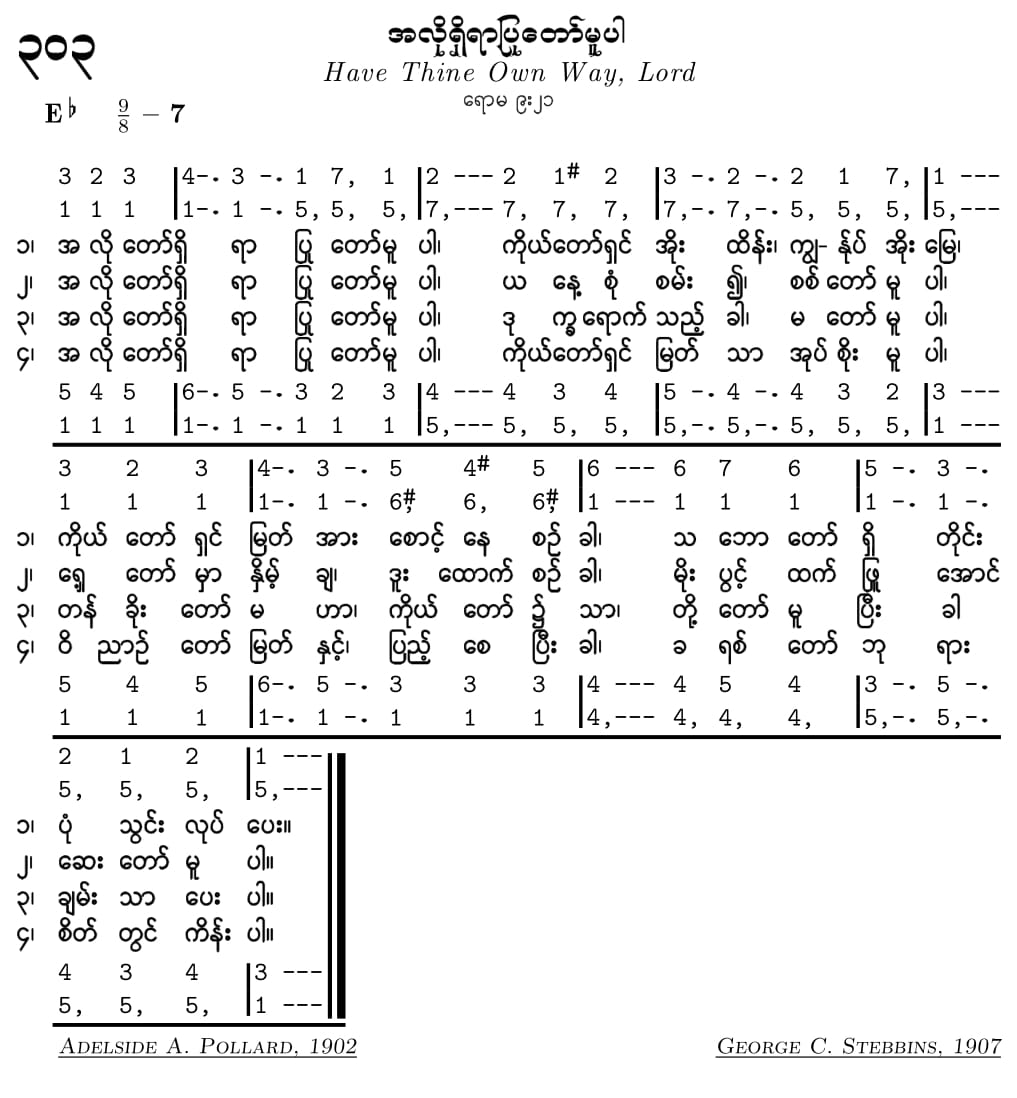 ၃၀၃
အလိုရှိရာပြုတော်မူပါ
Have Thine Own Way, Lord
ရောမ ၉း၂၁
E♭ 9/8 – 7
3 2 3 |4-. 3 -. 1 7, 1 |2 --- 2 1# 2 |3 -. 2 -. 2 1 7, |1 ---
1 1 1 |1-. 1 -. 5, 5, 5, |7,--- 7, 7, 7, |7,-. 7,-. 5, 5, 5, |5,---
၁၊ အ လို တော်ရှိ ရာ ပြု တော်မူ ပါ၊ ကိုယ်တော်ရှင် အိုး ထိန်း၊ ကျွ- န်ုပ် အိုး မြေ၊
၂၊ အ လို တော်ရှိ ရာ ပြု တော်မူ ပါ၊ ယ နေ့ စုံ စမ်း ၍၊ စစ် တော် မူ ပါ၊
၃၊ အ လို တော်ရှိ ရာ ပြု တော်မူ ပါ၊ ဒု က္ခ ရောက် သည့် ခါ၊ မ တော် မူ ပါ၊
၄၊ အ လို တော်ရှိ ရာ ပြု တော်မူ ပါ၊ ကိုယ်တော်ရှင် မြတ် သာ အုပ် စိုး မူ ပါ၊
5 4 5 |6-. 5 -. 3 2 3 |4 --- 4 3 4 |5 -. 4 -. 4 3 2 |3 ---
1 1 1 |1-. 1 -. 1 1 1 |5,--- 5, 5, 5, |5,-. 5,-. 5, 5, 5, |1 ---
3 2 3 |4-. 3 -. 5 4# 5 |6 --- 6 7 6 |5 -. 3 -.
1 1 1 |1-. 1 -. 6#, 6, 6#, |1 --- 1 1 1 |1 -. 1 -.
၁၊ ကိုယ် တော် ရှင် မြတ် အား စောင့် နေ စဉ် ခါ၊ သ ဘော တော် ရှိ တိုင်း
၂၊ ရှေ့ တော် မှာ နှိမ့် ချ၊ ဒူး ထောက် စဉ် ခါ၊ မိုး ပွင့် ထက် ဖြူ အောင်
၃၊ တန် ခိုး တော် မ ဟာ၊ ကိုယ် တော် ၌ သာ၊ တို့ တော် မူ ပြီး ခါ
၄၊ ဝိ ညာဉ် တော် မြတ် နှင့်၊ ပြည့် စေ ပြီး ခါ၊ ခ ရစ် တော် ဘု ရား
5 4 5 |6-. 5 -. 3 3 3 |4 --- 4 5 4 |3 -. 5 -.
1 1 1 |1-. 1 -. 1 1 1 |4,--- 4, 4, 4, |5,-. 5,-.
2 1 2 |1 ---
5, 5, 5, |5,---
၁၊ ပုံ သွင်း လုပ် ပေး။
၂၊ ဆေး တော် မူ ပါ။
၃၊ ချမ်း သာ ပေး ပါ။
၄၊ စိတ် တွင် ကိန်း ပါ။
4 3 4 |3 ---
5, 5, 5, |1 ---
ADELSIDE A. POLLARD, 1902
GEORGE C. STEBBINS, 1907